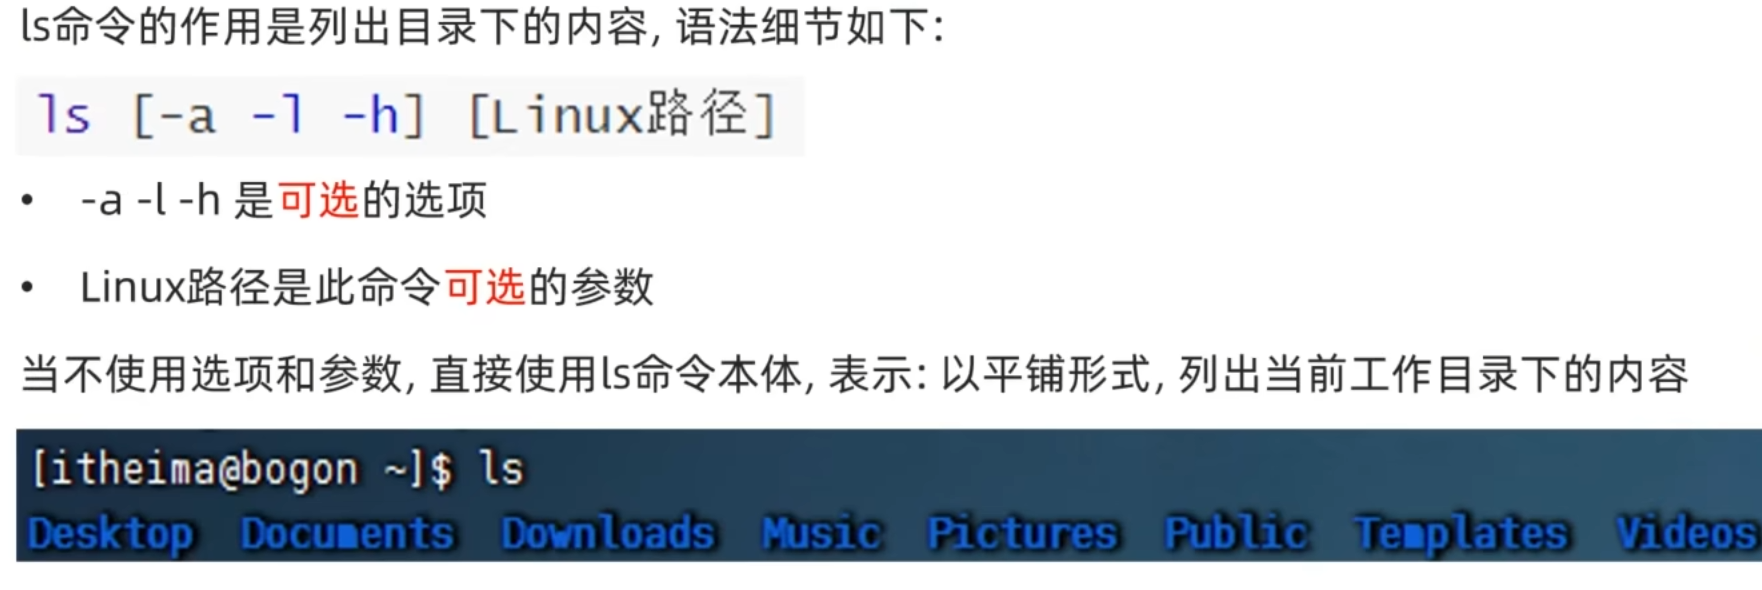 ls命令的作用是列出目录下的内容, 语法细节如下:
ls [-a -l -h] [Linux路径]
• -a -l -h 是可选的选项
• Linux路径是此命令可选的参数
当不使用选项和参数, 直接使用ls命令本体, 表示: 以平铺形式, 列出当前工作目录下的内容
[itheima@bogon ~]$ ls
Desktop Documents Downloads Music Pictures Public Templates Videos